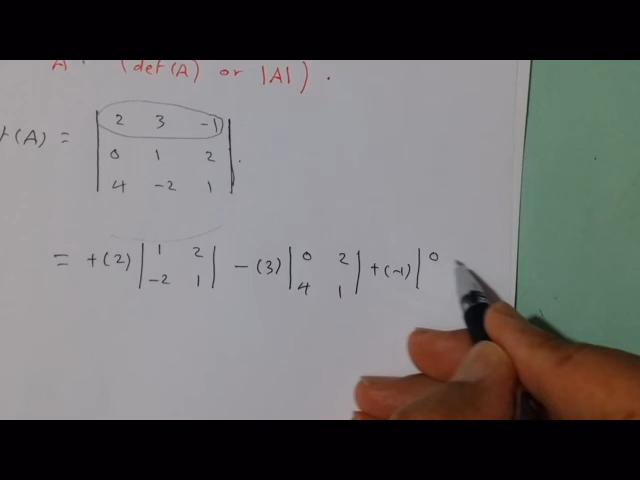 A. (det(A) or |A|).
t(A) = | 2 3 -1 |
| 0 1 2 |
| 4 -2 1 | .
= +(2) | 1 2 | - (3) | 0 2 | + (-1) | 0
| -2 1 | | 4 1 |